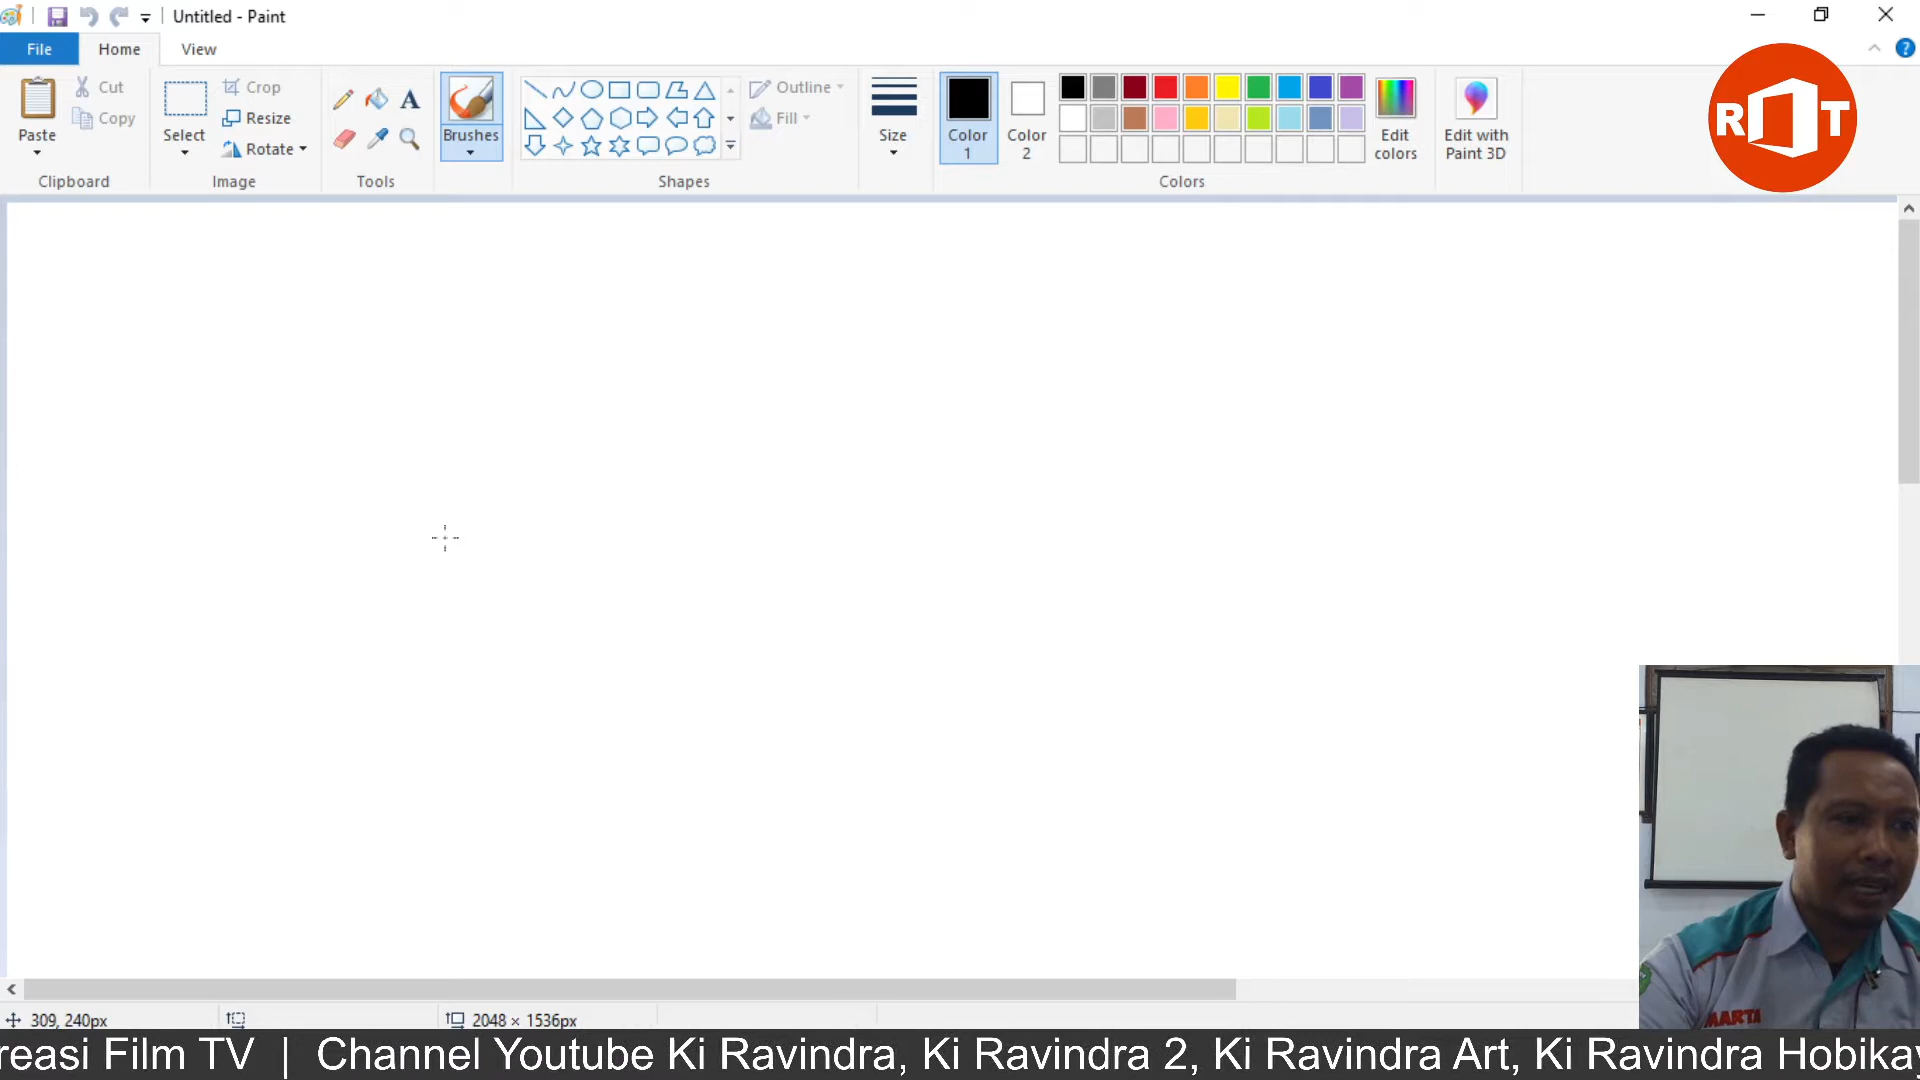 Untitled - Paint
File Home View
Paste
Cut
Copy
Clipboard
Select
Crop
Resize
Rotate
Image
A
Tools
Brushes
Outline
Fill
Shapes
Size
Color 1
Color 2
Edit colors
Colors
Edit with Paint 3D
R T
MARTA
309, 240px
2048 × 1536px
reasi Film TV | Channel Youtube Ki Ravindra, Ki Ravindra 2, Ki Ravindra Art, Ki Ravindra Hobikay